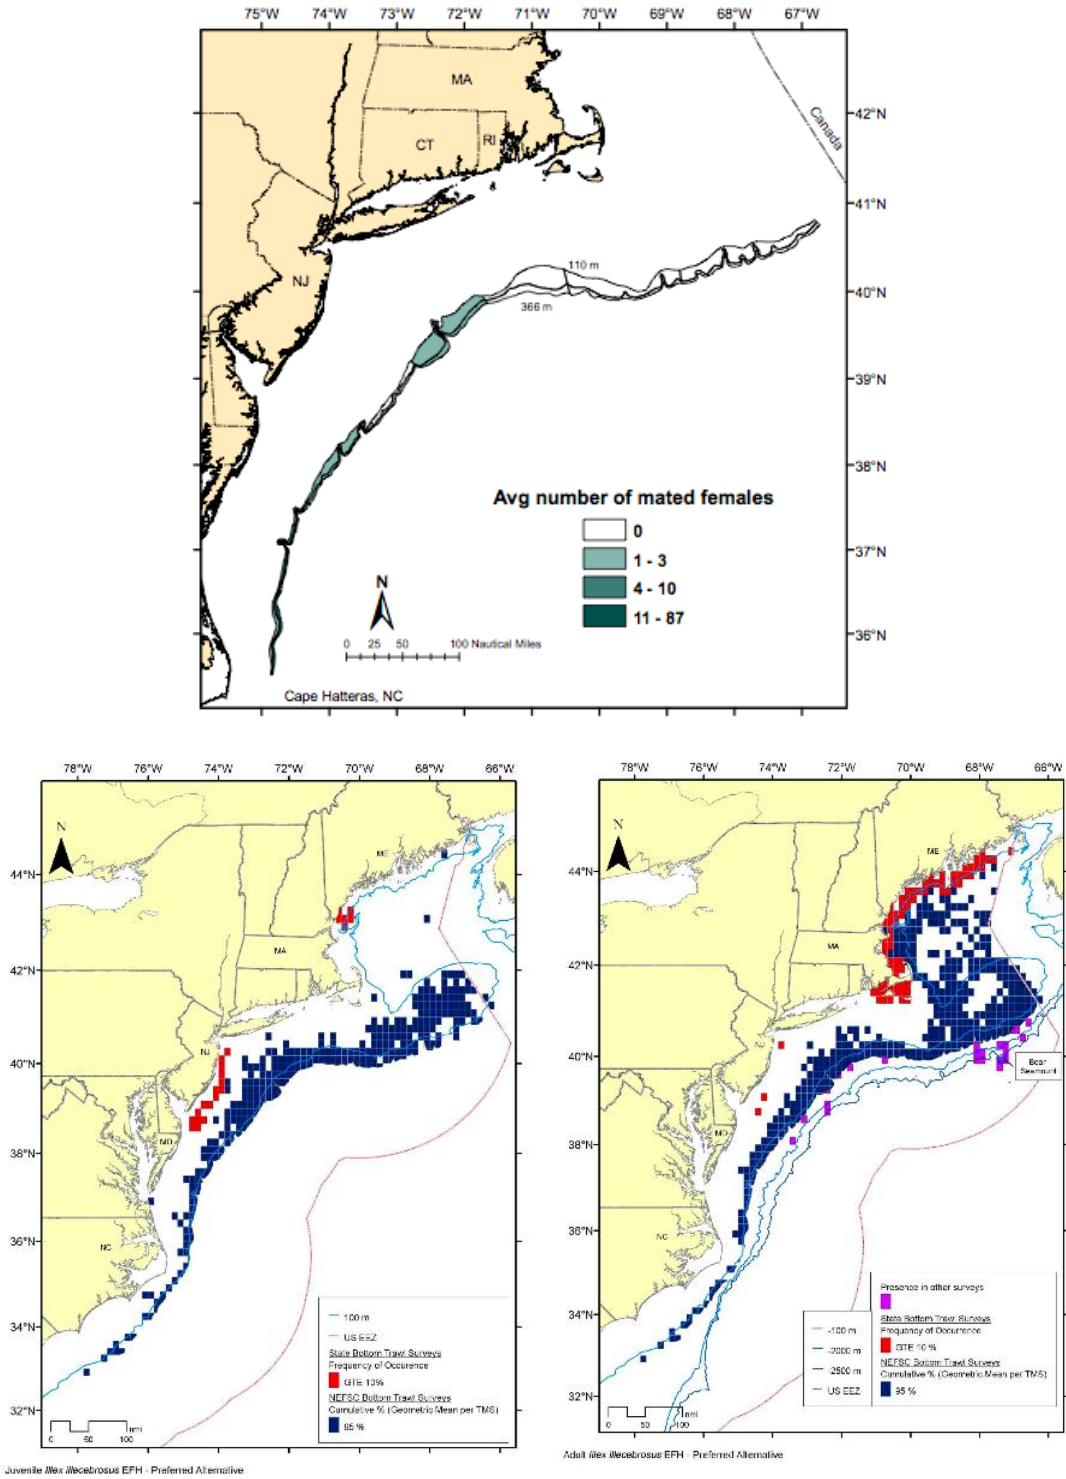 75°W 74°W 73°W 72°W 71°W 70°W 69°W 68°W 67°W
MA
42°N
Canada
CT
RI
41°N
110 m
NJ
40°N
366 m
39°N
38°N
Avg number of mated females
0
37°N
1 - 3
4 - 10
N
11 - 87
36°N
0 25 50 100 Nautical Miles
Cape Hatteras, NC
78°W 76°W 74°W 72°W 70°W 68°W 66°W
N
ME
44°N
MA
42°N
NJ
40°N
MD
38°N
36°N
NC
34°N
32°N
100 m
US EEZ
State Bottom Trawl Surveys
Frequency of Occurence
GTE 10%
NEFSC Bottom Trawl Surveys
Cumulative % (Geometric Mean per TMS)
95 %
0 50 100 nmi
Juvenile Illex illecebrosus EFH - Preferred Alternative
78°W 76°W 74°W 72°W 70°W 68°W 66°W
N
ME
44°N
MA
42°N
NJ
40°N
Bear
Seamount
MD
38°N
36°N
NC
34°N
32°N
Presence in other surveys
State Bottom Trawl Surveys
Frequency of Occurrence
GTE 10 %
NEFSC Bottom Trawl Surveys
Cumulative % (Geometric Mean per TMS)
95 %
-100 m
-2000 m
-2500 m
US EEZ
0 50 100 nmi
Adult Illex illecebrosus EFH - Preferred Alternative